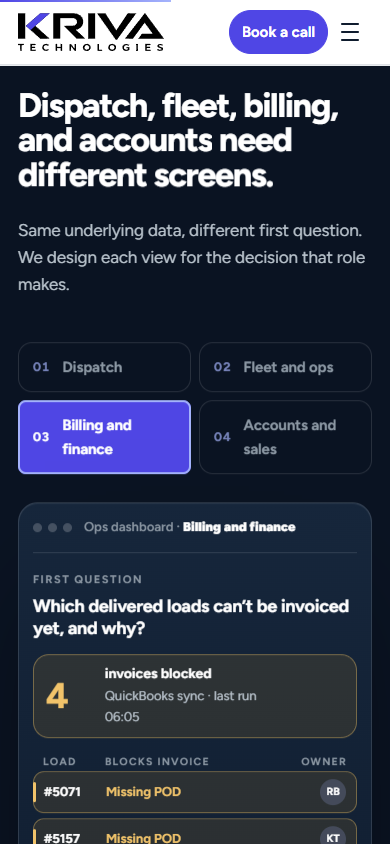 KRIVA
TECHNOLOGIES
Book a call
Dispatch, fleet, billing,
and accounts need
different screens.
Same underlying data, different first question.
We design each view for the decision that role
makes.
01 Dispatch
02 Fleet and ops
03 Billing and
finance
04 Accounts and
sales
Ops dashboard · Billing and finance
FIRST QUESTION
Which delivered loads can’t be invoiced
yet, and why?
4
invoices blocked
QuickBooks sync · last run
06:05
LOAD BLOCKS INVOICE OWNER
#5071 Missing POD RB
#5157 Missing POD KT